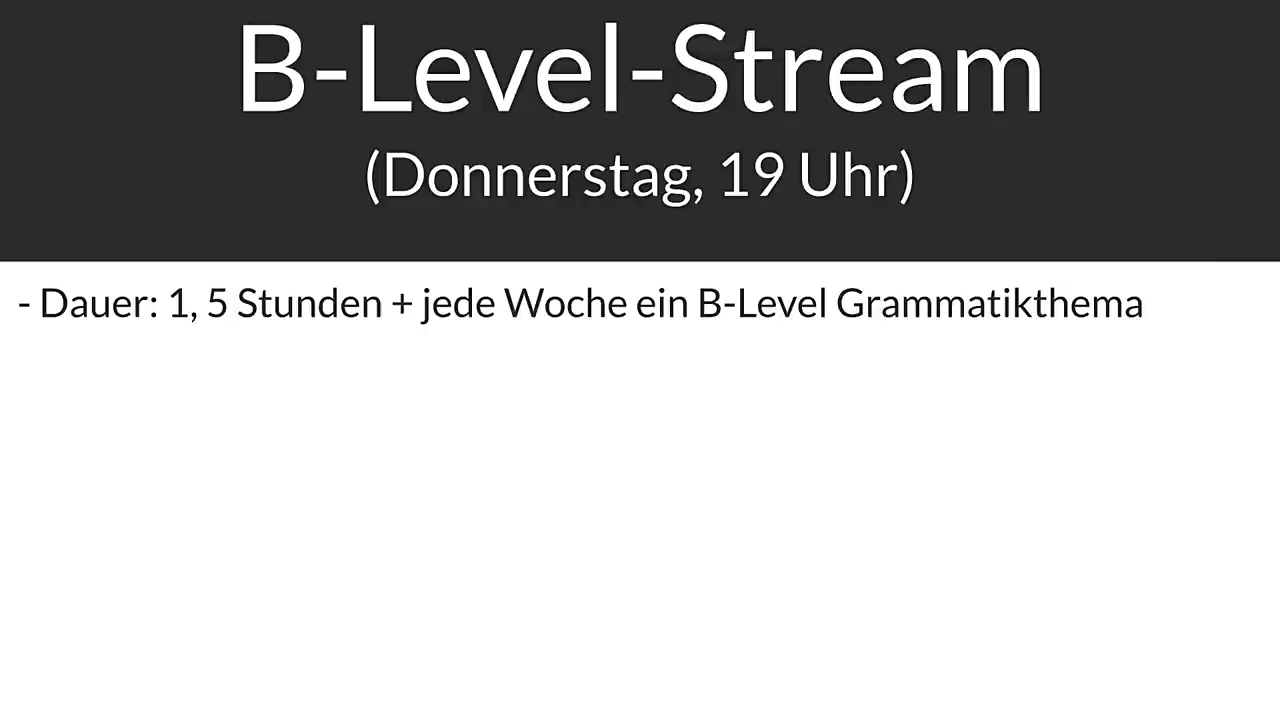 B-Level-Stream
(Donnerstag, 19 Uhr)
- Dauer: 1, 5 Stunden + jede Woche ein B-Level Grammatikthema